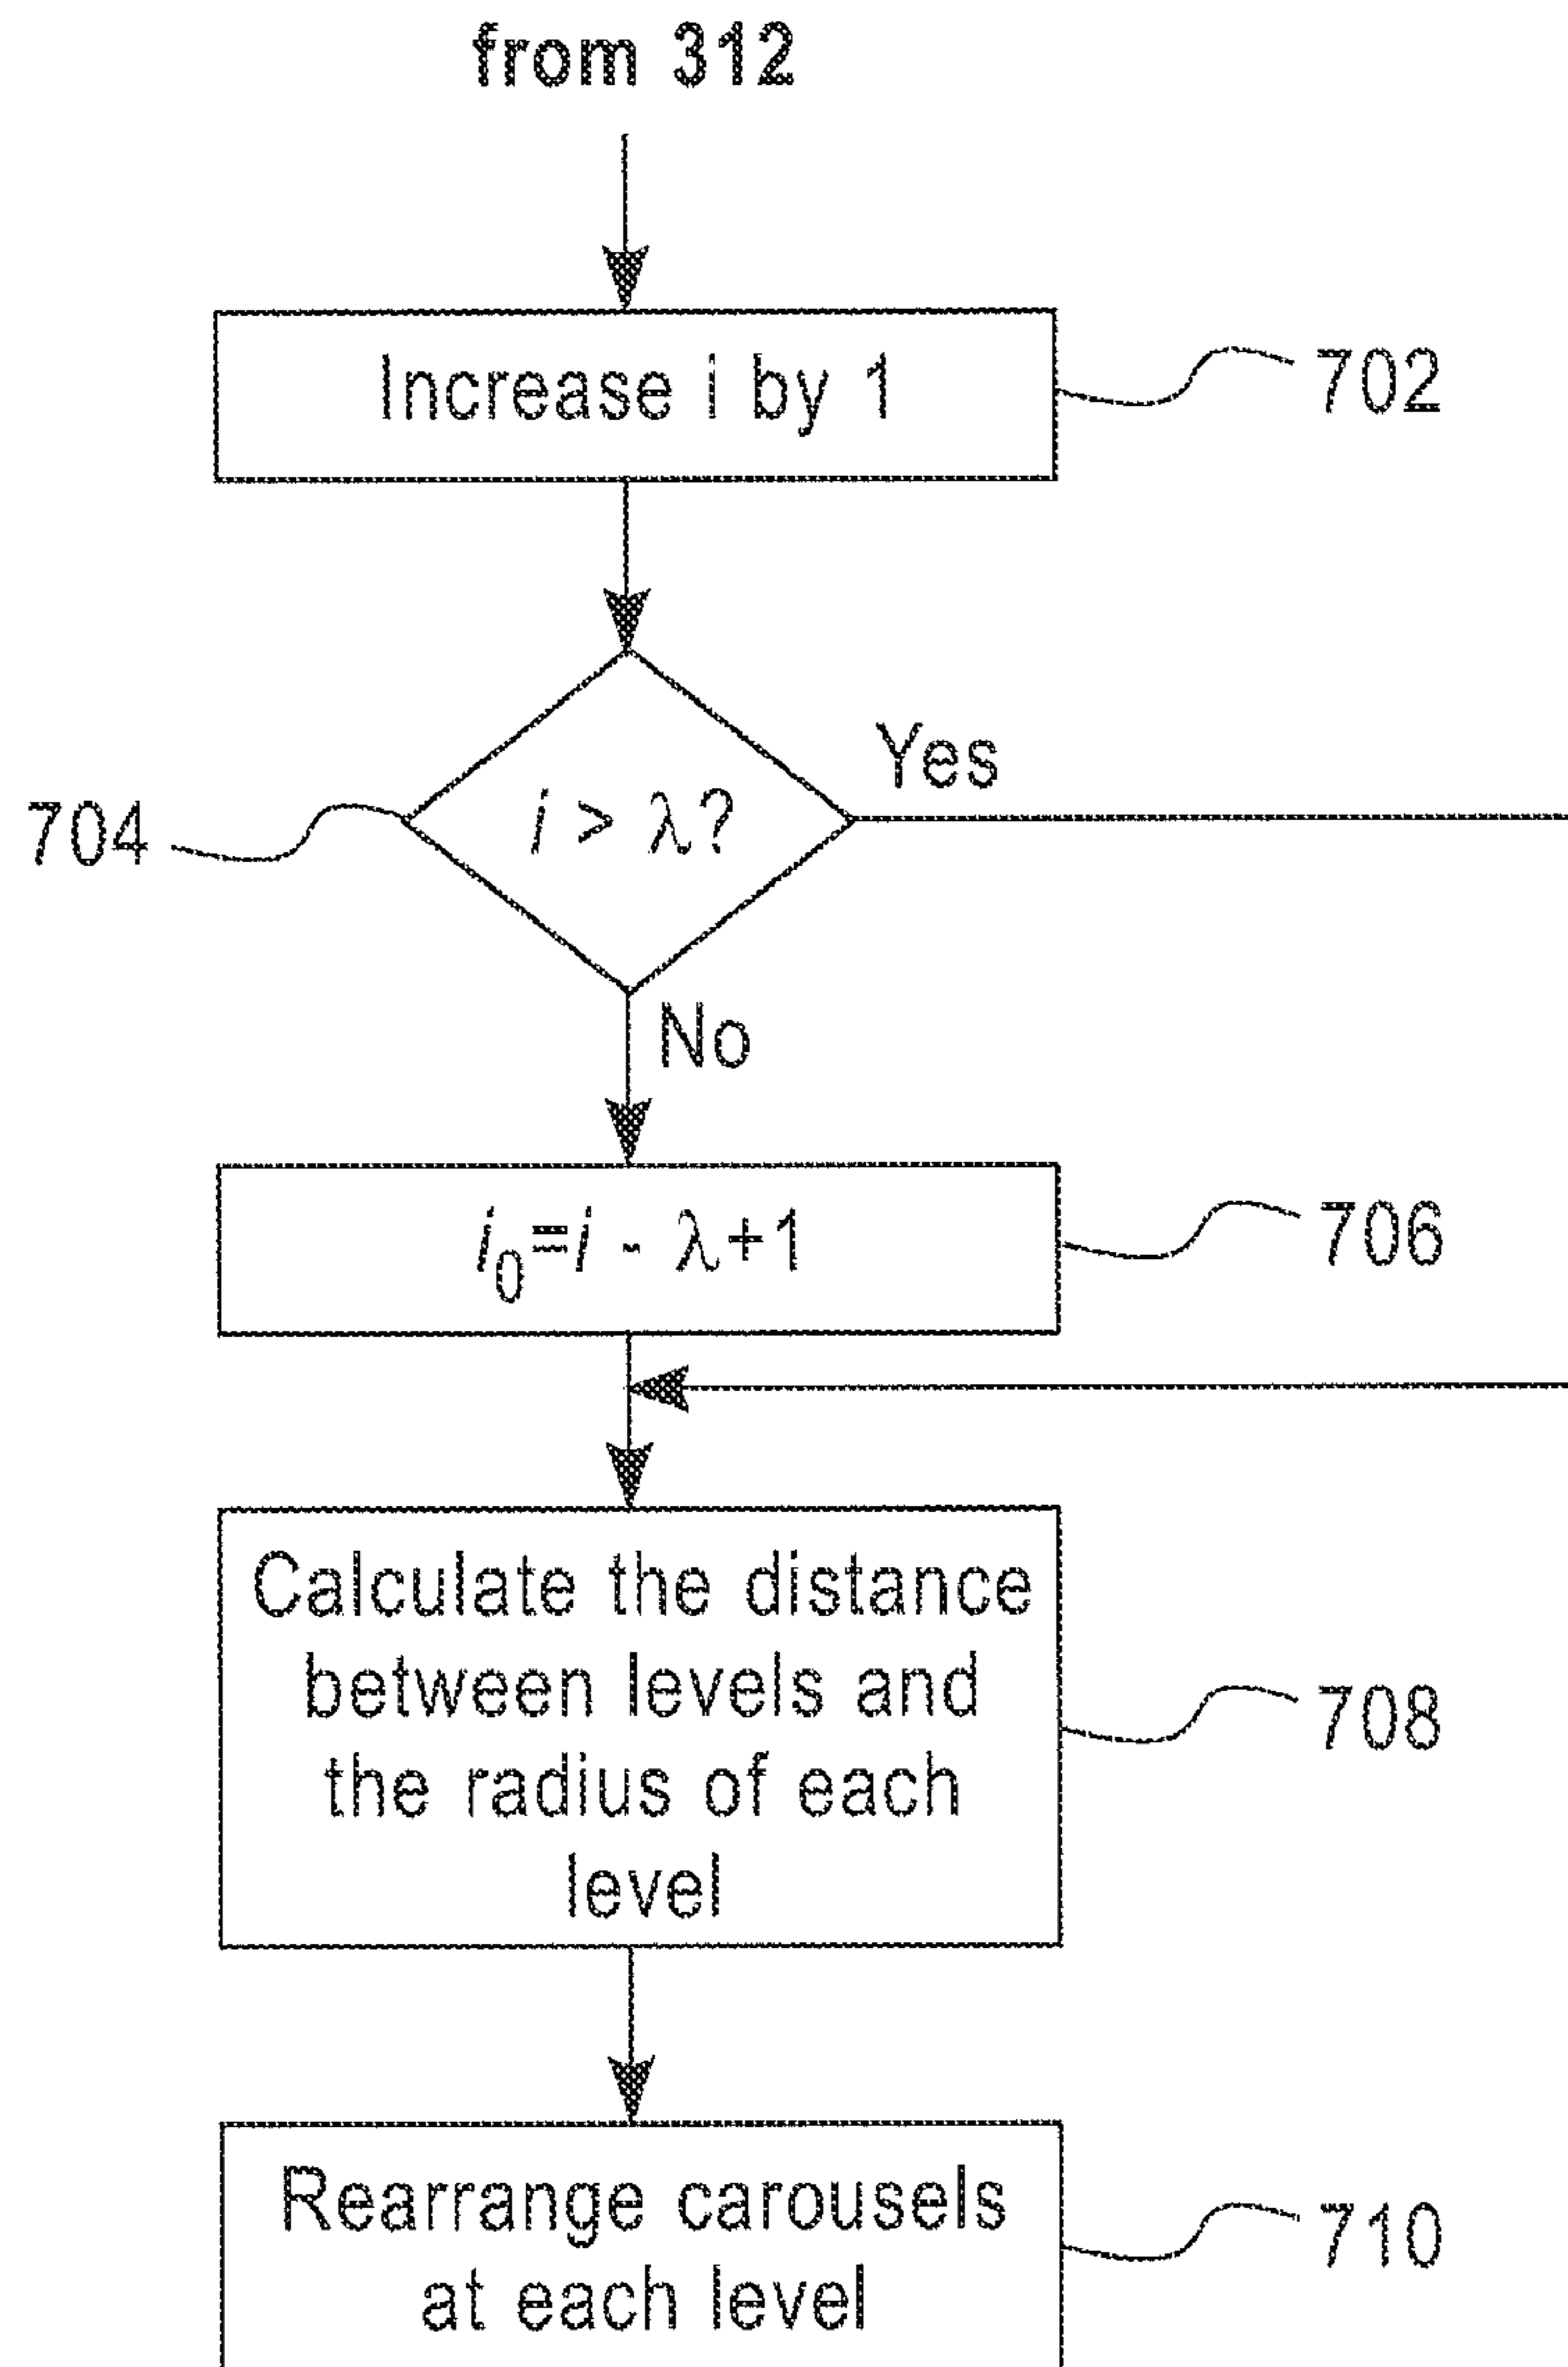 from 312
Increase i by 1
702
Yes
704
i > λ?
No
i₀=i - λ+1
706
Calculate the distance
between levels and
the radius of each
level
708
Rearrange carousels
at each level
710